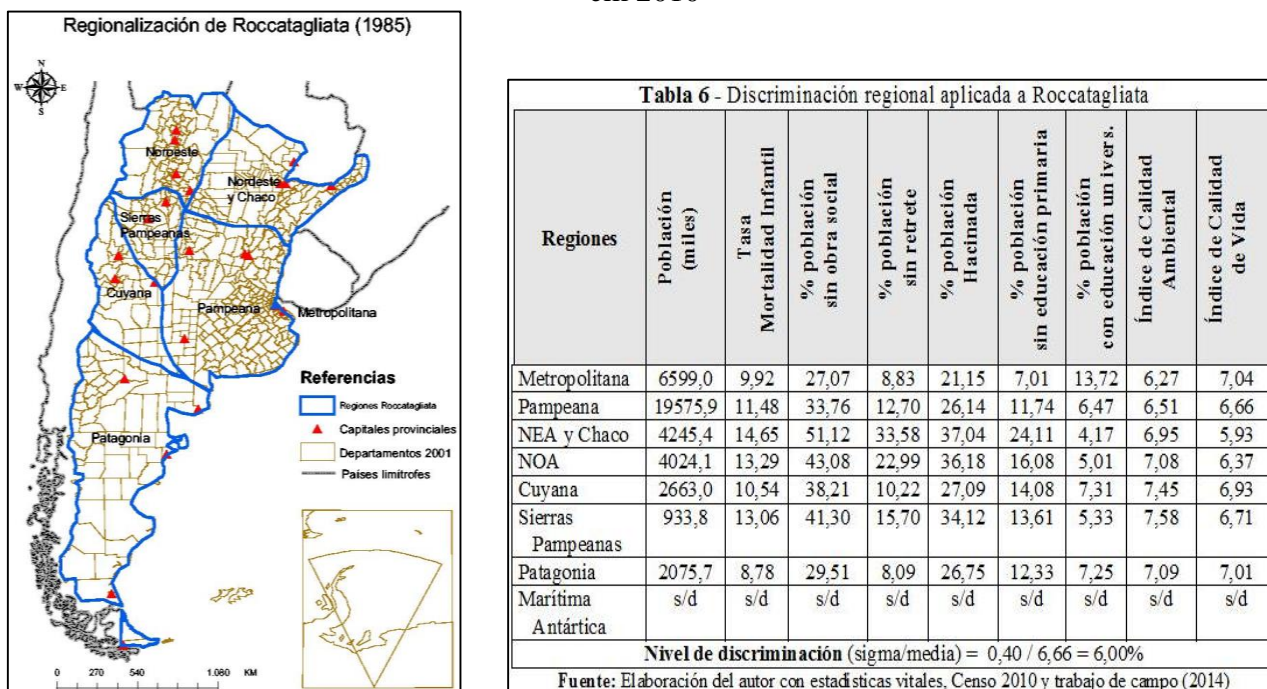 em 2010
Regionalización de Roccatagliata (1985)
N
W E
S
Noroeste
Nordeste
y Chaco
Sierras
Pampeanas
Cuyana
Pampeana
Metropolitana
Patagonia
Referencias
Regiones Roccatagliata
Capitales provinciales
Departamentos 2001
Países limítrofes
0 270 540 1.080 KM
Tabla 6 - Discriminación regional aplicada a Roccatagliata
Regiones Población (miles) Tasa Mortalidad Infantil % población sin obra social % población sin retrete % población Hacinada % población sin educación primaria % población con educación univers. Índice de Calidad Ambiental Índice de Calidad de Vida
Metropolitana 6599,0 9,92 27,07 8,83 21,15 7,01 13,72 6,27 7,04
Pampeana 19575,9 11,48 33,76 12,70 26,14 11,74 6,47 6,51 6,66
NEA y Chaco 4245,4 14,65 51,12 33,58 37,04 24,11 4,17 6,95 5,93
NOA 4024,1 13,29 43,08 22,99 36,18 16,08 5,01 7,08 6,37
Cuyana 2663,0 10,54 38,21 10,22 27,09 14,08 7,31 7,45 6,93
Sierras 933,8 13,06 41,30 15,70 34,12 13,61 5,33 7,58 6,71
Pampeanas
Patagonia 2075,7 8,78 29,51 8,09 26,75 12,33 7,25 7,09 7,01
Marítima s/d s/d s/d s/d s/d s/d s/d s/d s/d
Antártica
Nivel de discriminación (sigma/media) = 0,40 / 6,66 = 6,00%
Fuente: Elaboración del autor con estadísticas vitales, Censo 2010 y trabajo de campo (2014)